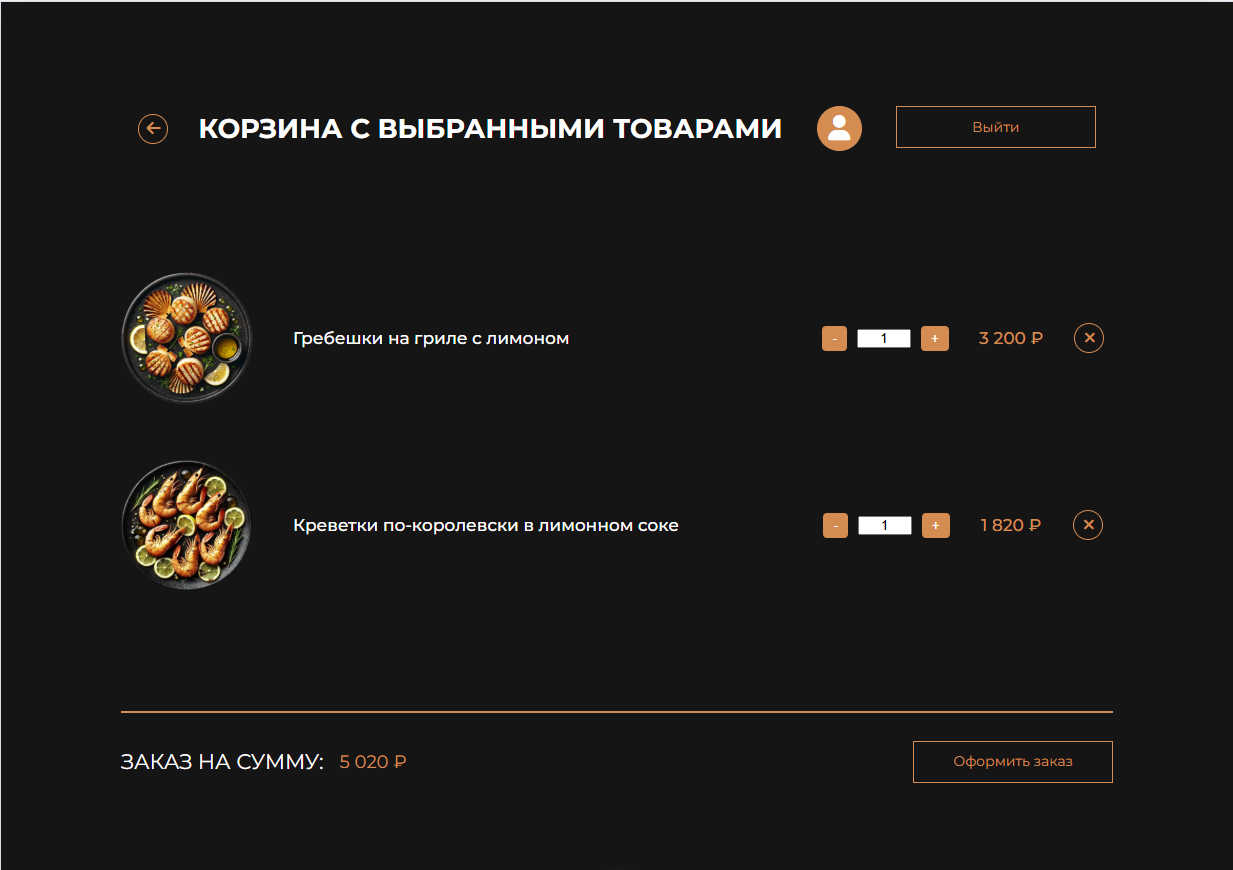 КОРЗИНА С ВЫБРАННЫМИ ТОВАРАМИ
Выйти
Гребешки на гриле с лимоном
- 1 + 3 200 ₽
Креветки по-королевски в лимонном соке
- 1 + 1 820 ₽
ЗАКАЗ НА СУММУ: 5 020 ₽
Оформить заказ